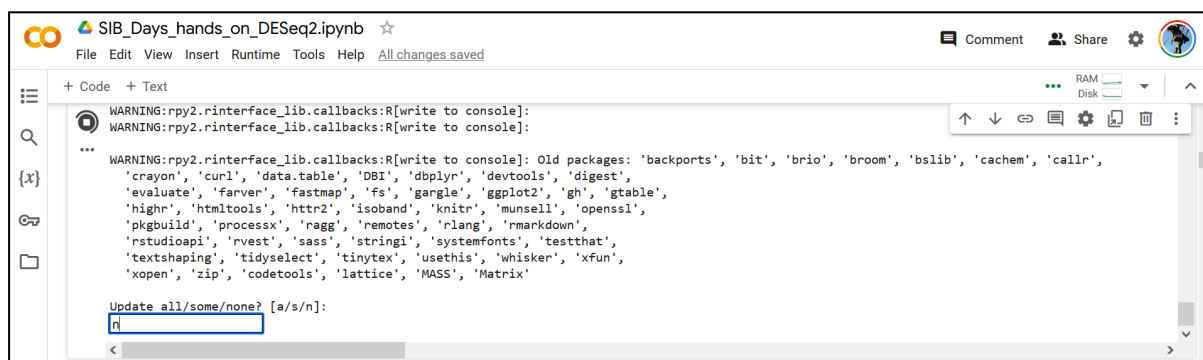 CO
SIB_Days_hands_on_DESeq2.ipynb
File Edit View Insert Runtime Tools Help All changes saved
Comment Share
+ Code + Text
RAM
Disk
WARNING:rpy2.rinterface_lib.callbacks:R[write to console]:
WARNING:rpy2.rinterface_lib.callbacks:R[write to console]:
{x}
WARNING:rpy2.rinterface_lib.callbacks:R[write to console]: Old packages: 'backports', 'bit', 'brio', 'broom', 'bslib', 'cachem', 'callr',
'crayon', 'curl', 'data.table', 'DBI', 'dbplyr', 'devtools', 'digest',
'evaluate', 'farver', 'fastmap', 'fs', 'gargle', 'ggplot2', 'gh', 'gtable',
'highr', 'htmltools', 'httr2', 'isoband', 'knitr', 'munsell', 'openssl',
'pkgbuild', 'processx', 'ragg', 'remotes', 'rlang', 'rmarkdown',
'rstudioapi', 'rvest', 'sass', 'stringi', 'systemfonts', 'testthat',
'textshaping', 'tidyselect', 'tinytex', 'usethis', 'whisker', 'xfun',
'xopen', 'zip', 'codetools', 'lattice', 'MASS', 'Matrix'
Update all/some/none? [a/s/n]:
n